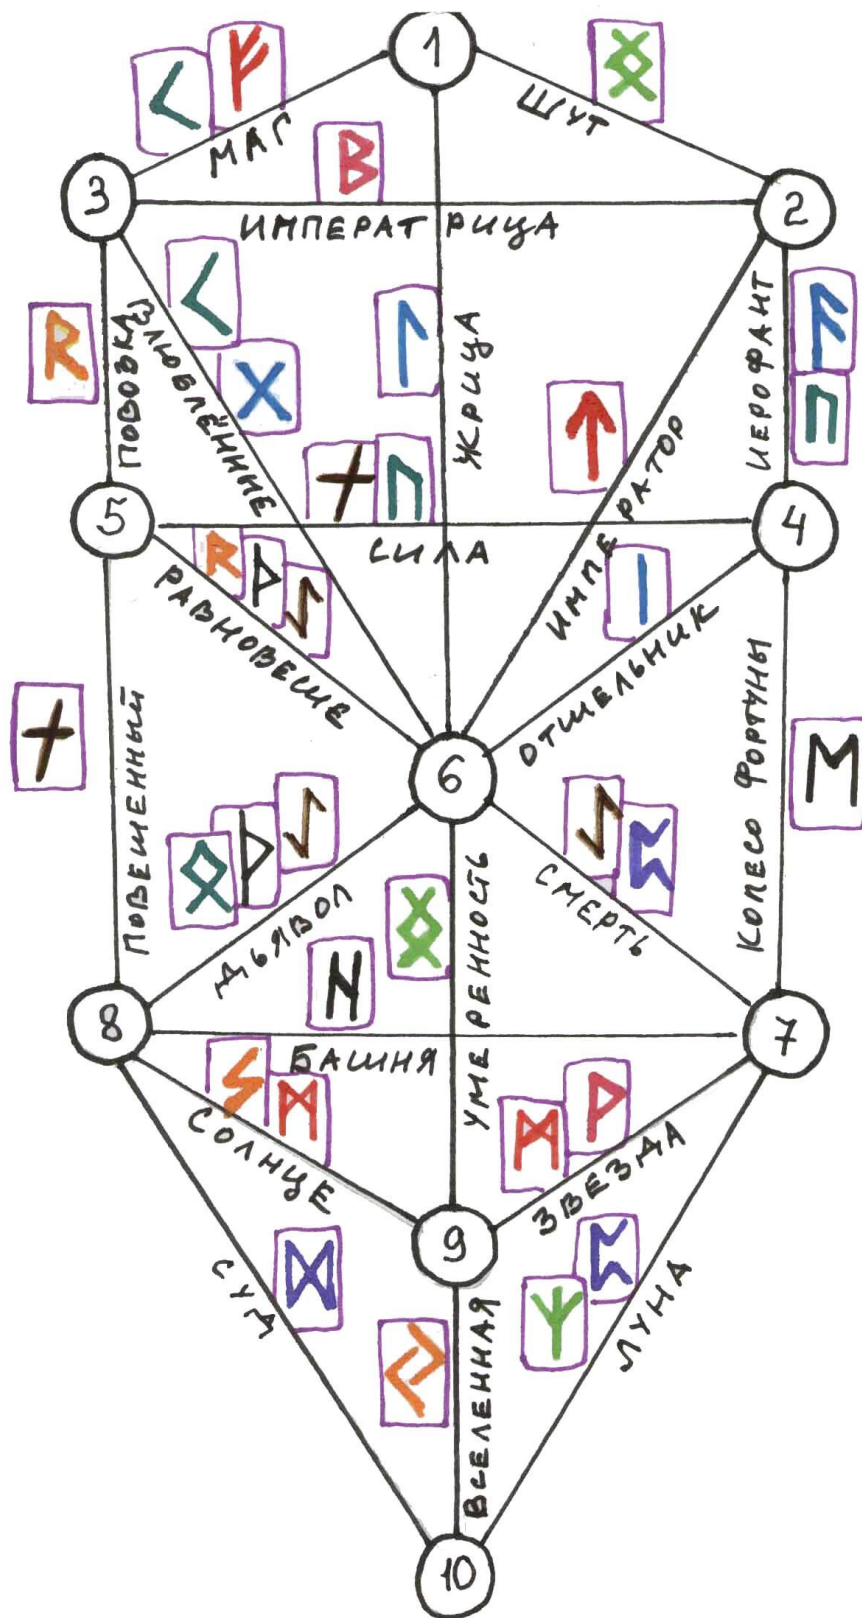 1
ᚲ ᚠ
ᛝ
МАГ
ШУТ
3
ᛒ
2
ИМПЕРАТРИЦА
ᚱ
ПОВОЗКА
ᚲ
ᚷ
ВЛЮБЛЁННЫЕ
ᛚ
ЖРИЦА
ᛏ
ИМПЕРАТОР
ИЕРОФАНТ
ᚨ
ᚢ
ᚾ ᚢ
5
СИЛА
4
ᚱ ᚦ ᛇ
РАВНОВЕСИЕ
ᛁ
ОТШЕЛЬНИК
ᚾ
ПОВЕШЕННЫЙ
6
КОЛЕСО ФОРТУНЫ
ᛖ
ᛟ ᚦ ᛇ
ДЬЯВОЛ
ᛇ ᛈ
СМЕРТЬ
ᛝ
УМЕРЕННОСТЬ
ᚺ
8
БАШНЯ
7
ᛋ ᛗ
СОЛНЦЕ
ᛗ ᚹ
ЗВЕЗДА
9
СУД
ᛞ
ᛃ
ВСЕЛЕННАЯ
ᛉ ᛈ
ЛУНА
10